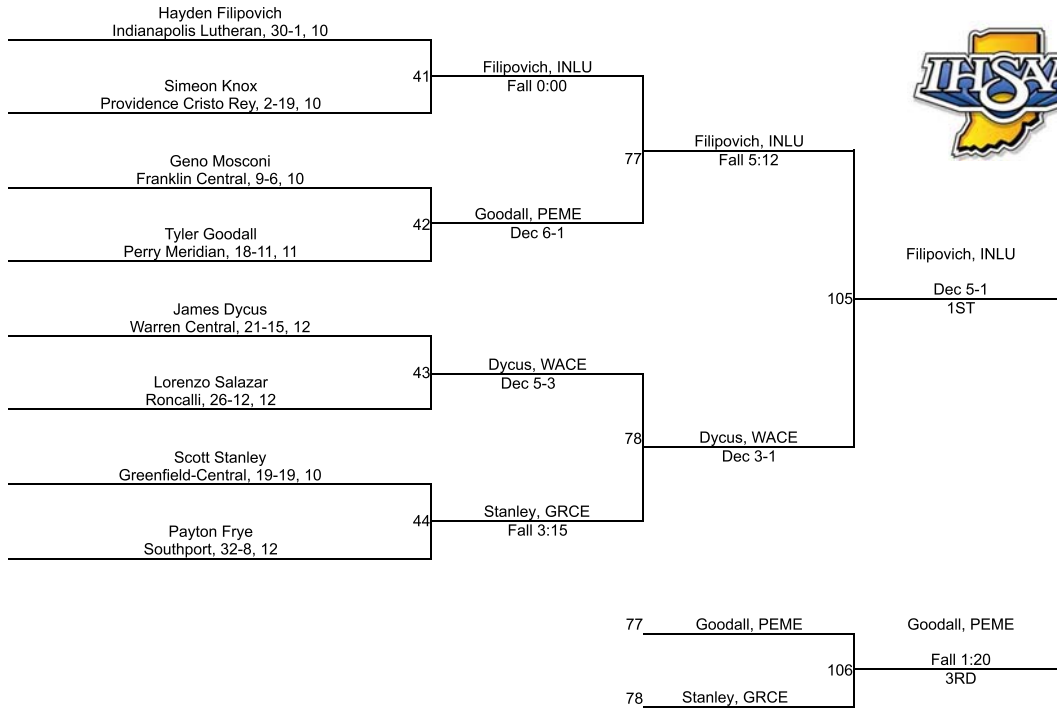 Hayden Filipovich
Indianapolis Lutheran, 30-1, 10
41
Simeon Knox
Providence Cristo Rey, 2-19, 10
Filipovich, INLU
Fall 0:00
77
Geno Mosconi
Franklin Central, 9-6, 10
42
Tyler Goodall
Perry Meridian, 18-11, 11
Goodall, PEME
Dec 6-1
Filipovich, INLU
Fall 5:12
105
James Dycus
Warren Central, 21-15, 12
43
Lorenzo Salazar
Roncalli, 26-12, 12
Dycus, WACE
Dec 5-3
78
Scott Stanley
Greenfield-Central, 19-19, 10
44
Payton Frye
Southport, 32-8, 12
Stanley, GRCE
Fall 3:15
Dycus, WACE
Dec 3-1
Filipovich, INLU
Dec 5-1
1ST
IHSAA
77
Goodall, PEME
106
78
Stanley, GRCE
Goodall, PEME
Fall 1:20
3RD